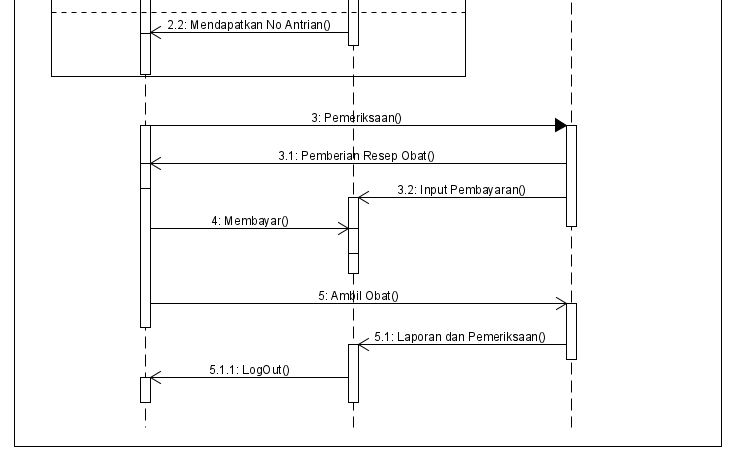 2.2: Mendapatkan No Antrian()
3: Pemeriksaan()
3.1: Pemberian Resep Obat()
3.2: Input Pembayaran()
4: Membayar()
5: Ambil Obat()
5.1: Laporan dan Pemeriksaan()
5.1.1: LogOut()